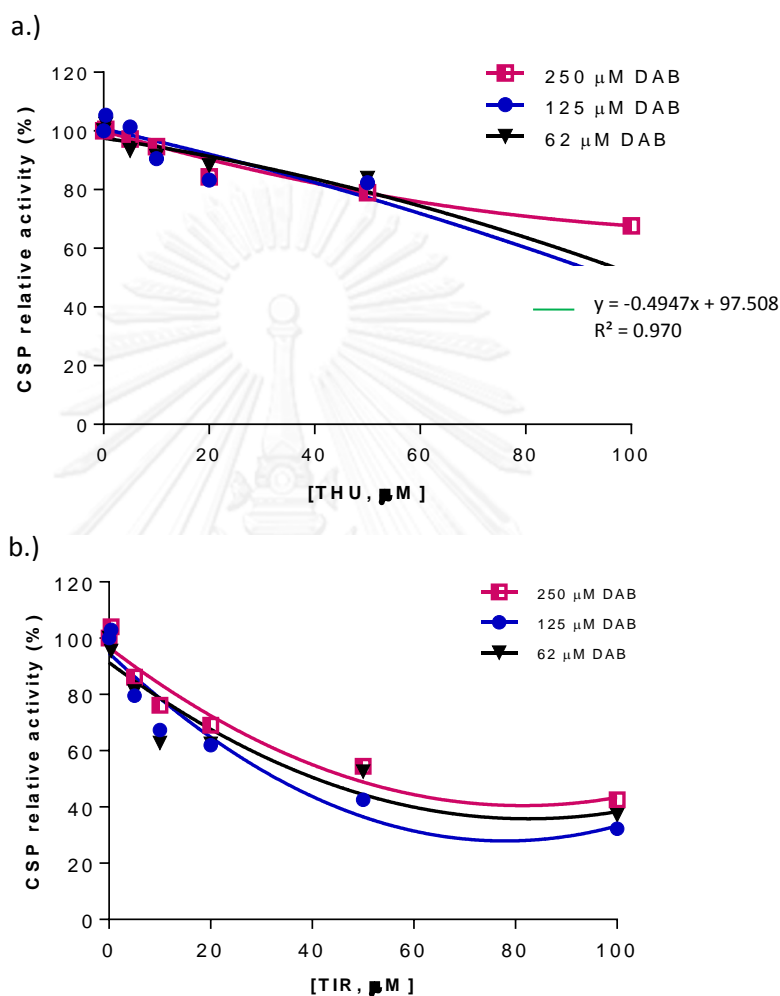 a.)
120
100
80
60
40
20
0
CSP relative activity (%)
250 μM DAB
125 μM DAB
62 μM DAB
y = -0.4947x + 97.508
R² = 0.970
0 20 40 60 80 100
[THU, μM]
b.)
120
100
80
60
40
20
0
CSP relative activity (%)
250 μM DAB
125 μM DAB
62 μM DAB
0 20 40 60 80 100
[TIR, μM]